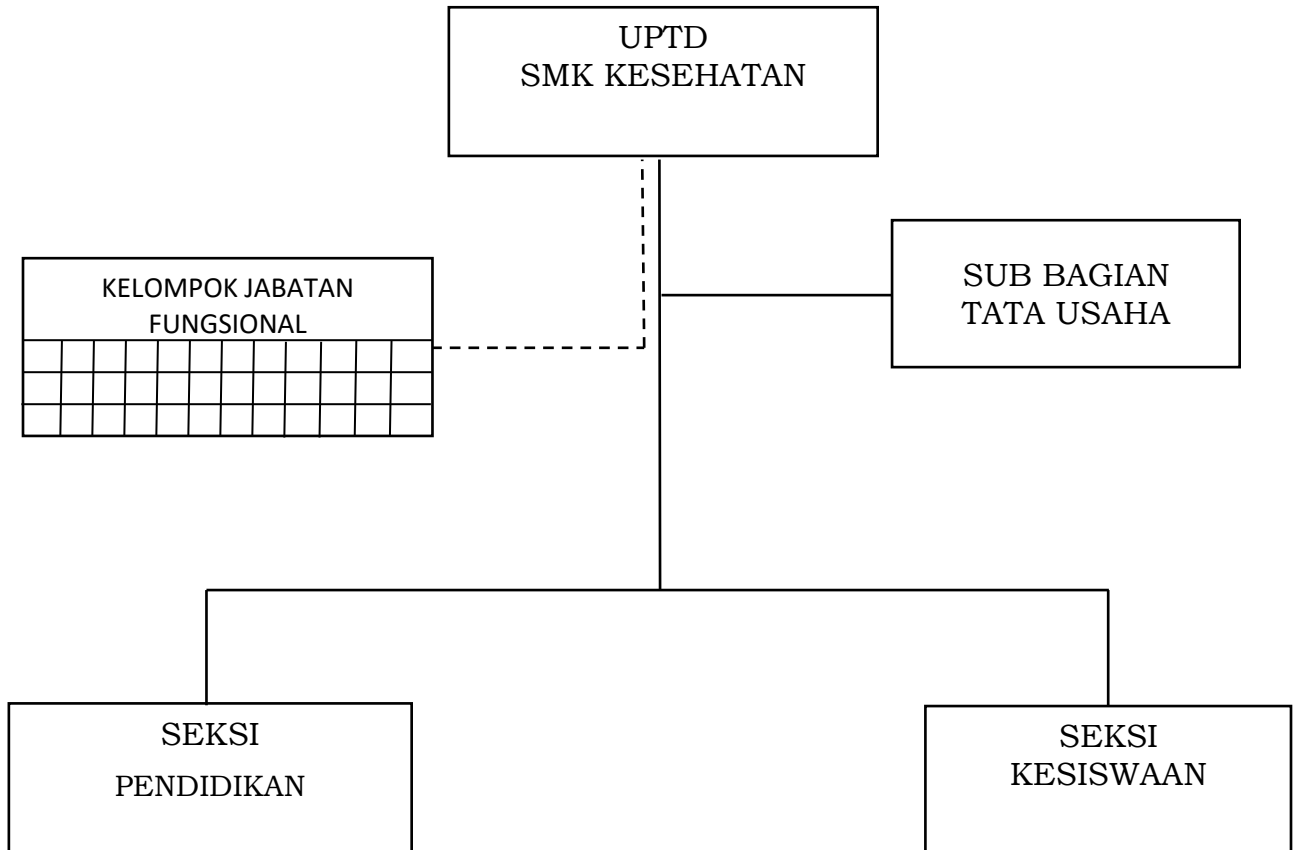 UPTD
SMK KESEHATAN
SUB BAGIAN
TATA USAHA
KELOMPOK JABATAN
FUNGSIONAL
SEKSI
PENDIDIKAN
SEKSI
KESISWAAN